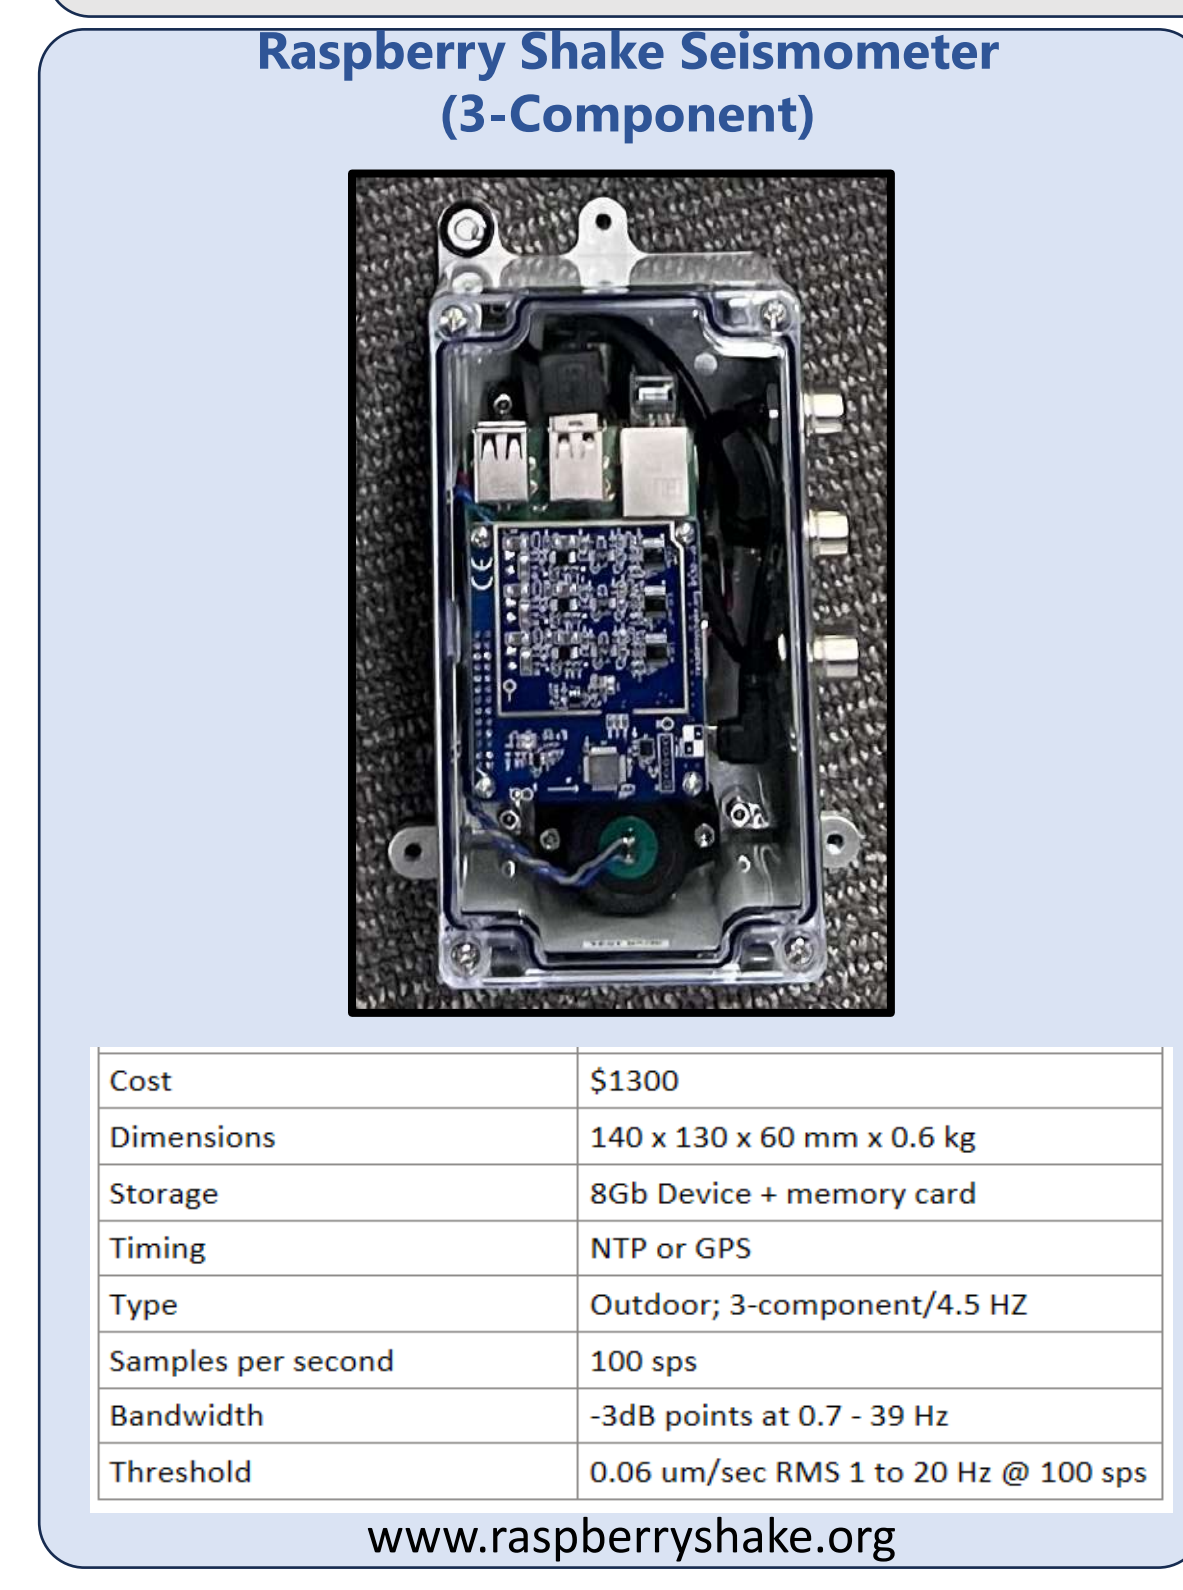 Raspberry Shake Seismometer
(3-Component)
CE
Cost $1300
Dimensions 140 x 130 x 60 mm x 0.6 kg
Storage 8Gb Device + memory card
Timing NTP or GPS
Type Outdoor; 3-component/4.5 HZ
Samples per second 100 sps
Bandwidth -3dB points at 0.7 - 39 Hz
Threshold 0.06 um/sec RMS 1 to 20 Hz @ 100 sps
www.raspberryshake.org